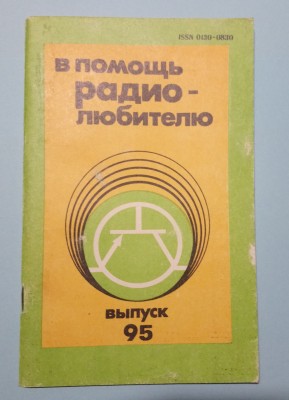 ISSN 0130-0830
в помощь
радио-
любителю
выпуск
95